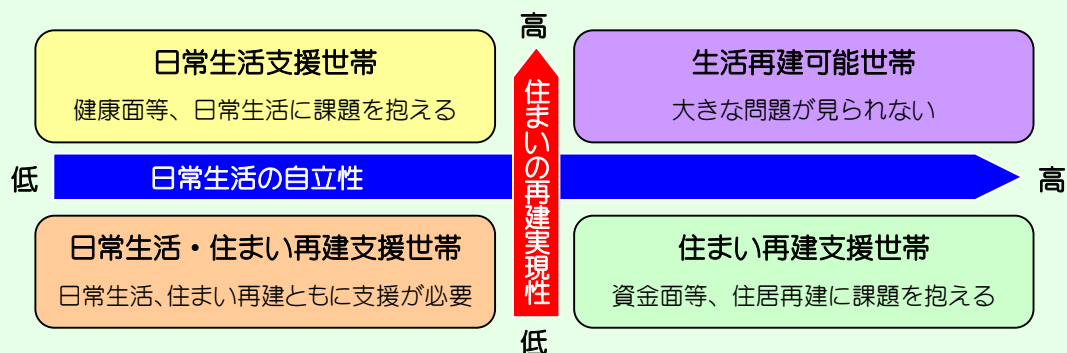 高
日常生活支援世帯
健康面等、日常生活に課題を抱える
生活再建可能世帯
大きな問題が見られない
住まいの再建実現性
低
日常生活の自立性
高
日常生活・住まい再建支援世帯
日常生活、住まい再建ともに支援が必要
住まい再建支援世帯
資金面等、住居再建に課題を抱える
低